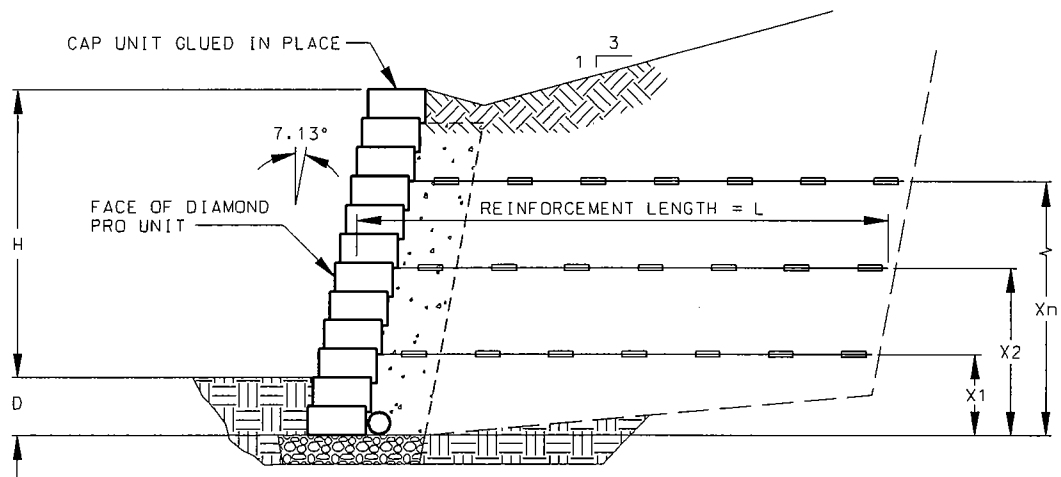 CAP UNIT GLUED IN PLACE
3
1
7.13°
FACE OF DIAMOND
PRO UNIT
REINFORCEMENT LENGTH = L
H
D
X1
X2
Xn